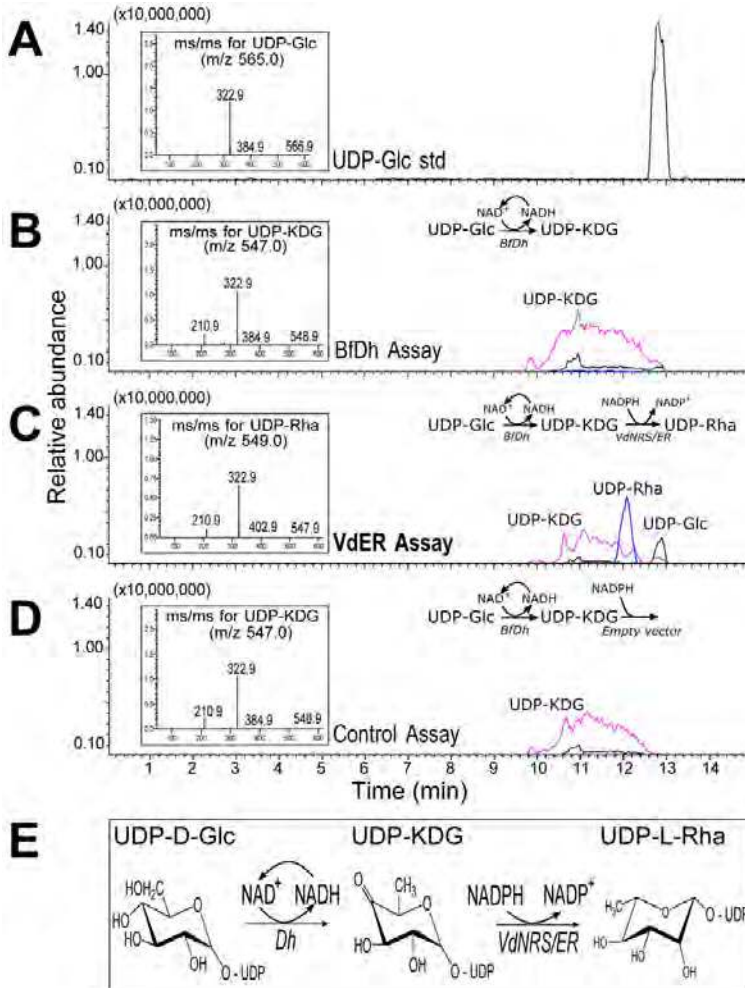 A
(x10,000,000)
1.40
1.00
0.10
ms/ms for UDP-Glc
(m/z 565.0)
322.9
384.9 566.9
UDP-Glc std
B
(x10,000,000)
1.40
1.00
0.10
ms/ms for UDP-KDG
(m/z 547.0)
322.9
210.9
384.9 548.9
NAD+ NADH
UDP-Glc UDP-KDG
BfDh
UDP-KDG
BfDh Assay
Relative abundance
C
(x10,000,000)
1.40
1.00
0.10
ms/ms for UDP-Rha
(m/z 549.0)
322.9
210.9
402.9 547.9
NAD+ NADH NADPH NADP+
UDP-Glc UDP-KDG UDP-Rha
BfDh VdNRS/ER
UDP-Rha
UDP-KDG UDP-Glc
VdER Assay
D
(x10,000,000)
1.40
1.00
0.10
ms/ms for UDP-KDG
(m/z 547.0)
322.9
210.9
384.9 548.9
NAD+ NADH NADPH
UDP-Glc UDP-KDG
BfDh Empty vector
UDP-KDG
Control Assay
1 2 3 4 5 6 7 8 9 10 11 12 13 14
Time (min)
E
UDP-D-Glc UDP-KDG UDP-L-Rha
HOH2C O HO HO HO OH O - UDP
NAD+ NADH
Dh
O CH3 O HO OH O - UDP
NADPH NADP+
VdNRS/ER
H3C O O - UDP HO HO OH